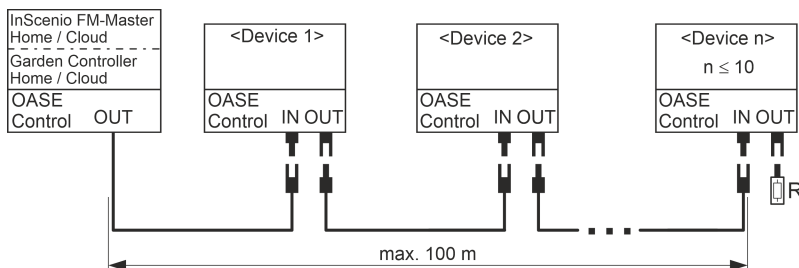 InScenio FM-Master
Home / Cloud
Garden Controller
Home / Cloud
OASE
Control OUT
<Device 1>
OASE
Control IN OUT
<Device 2>
OASE
Control IN OUT
<Device n>
n ≤ 10
OASE
Control IN OUT
R
max. 100 m